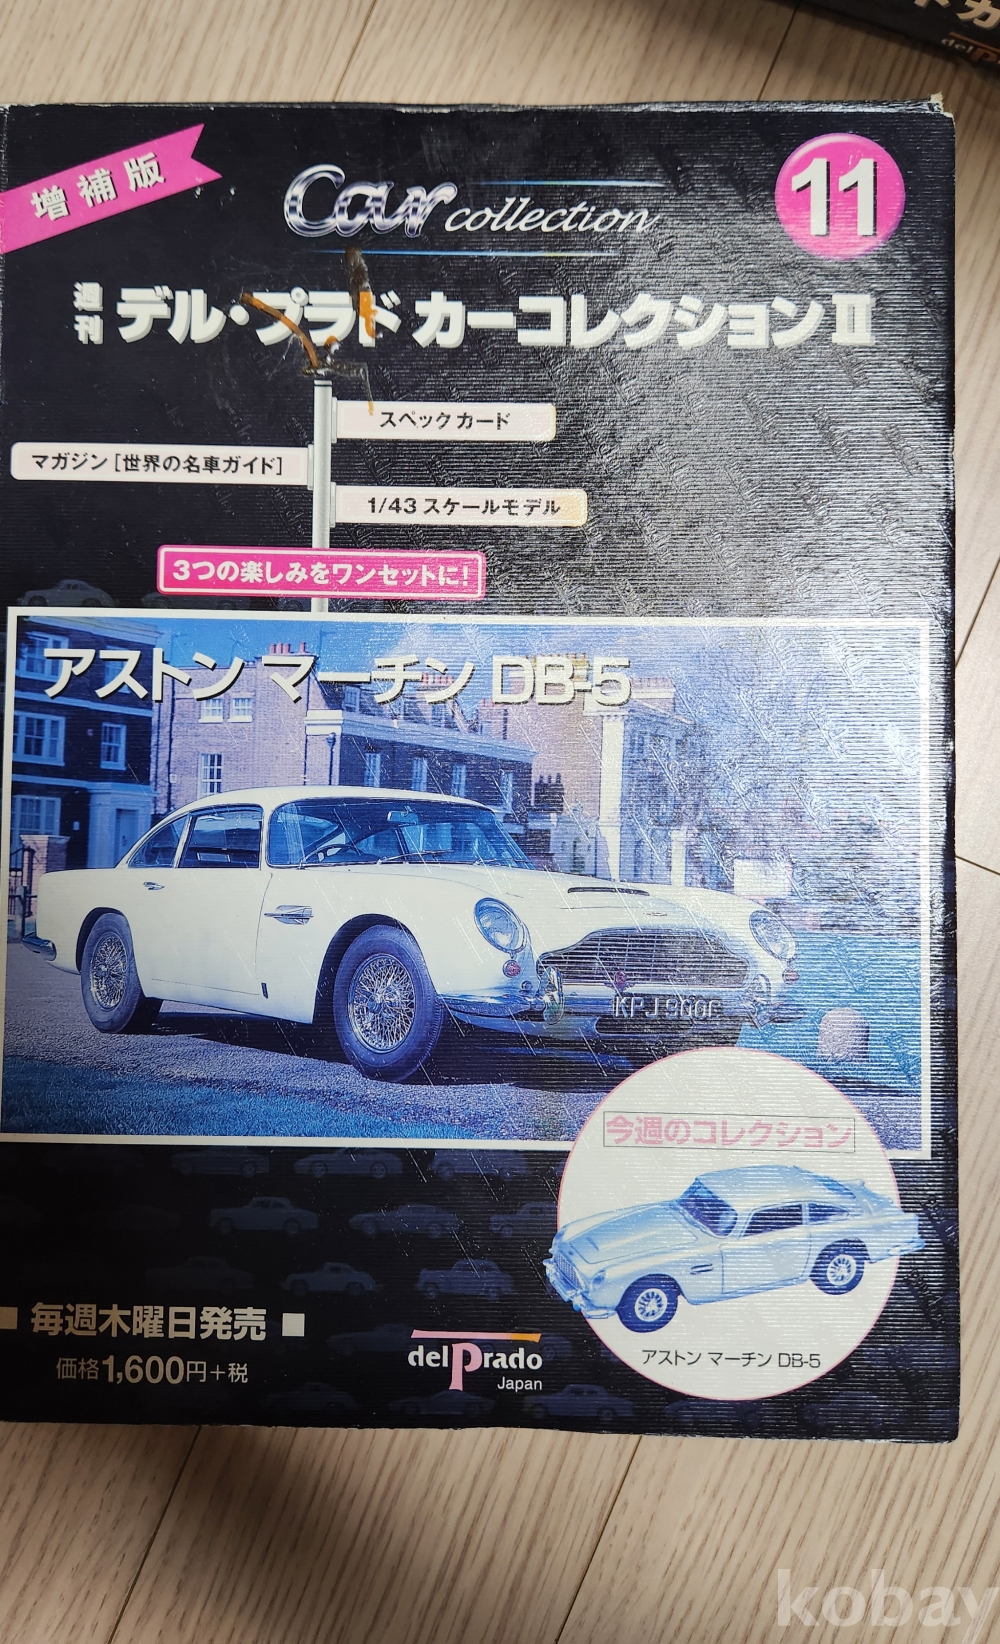 増補版
Car collection
11
週刊 デル・プラド カーコレクションII
スペックカード
マガジン[世界の名車ガイド]
1/43 スケールモデル
3つの楽しみをワンセットに!
アストン マーチン DB-5
今週のコレクション
アストン マーチン DB-5
■ 毎週木曜日発売 ■
価格1,600円+税
delPrado
Japan
kobay